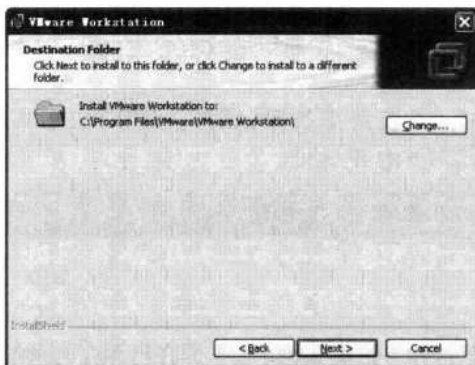 VMware Workstation
Destination Folder
Click Next to install to this folder, or click Change to install to a different
folder.
Install VMware Workstation to:
C:\Program Files\VMware\VMware Workstation\
Change...
InstallShield
< Back
Next >
Cancel